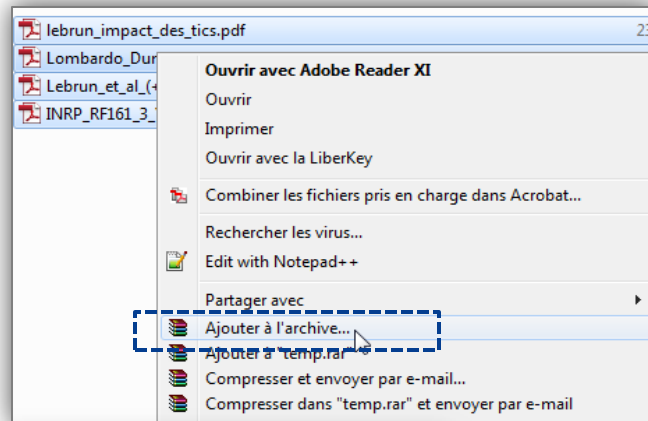 lebrun_impact_des_tics.pdf 23
Lombardo_Dur
Lebrun_et_al_(+
INRP_RF161_3_
Ouvrir avec Adobe Reader XI
Ouvrir
Imprimer
Ouvrir avec la LiberKey
Combiner les fichiers pris en charge dans Acrobat...
Rechercher les virus...
Edit with Notepad++
Partager avec
Ajouter à l'archive...
Ajouter à "temp.rar"
Compresser et envoyer par e-mail...
Compresser dans "temp.rar" et envoyer par e-mail